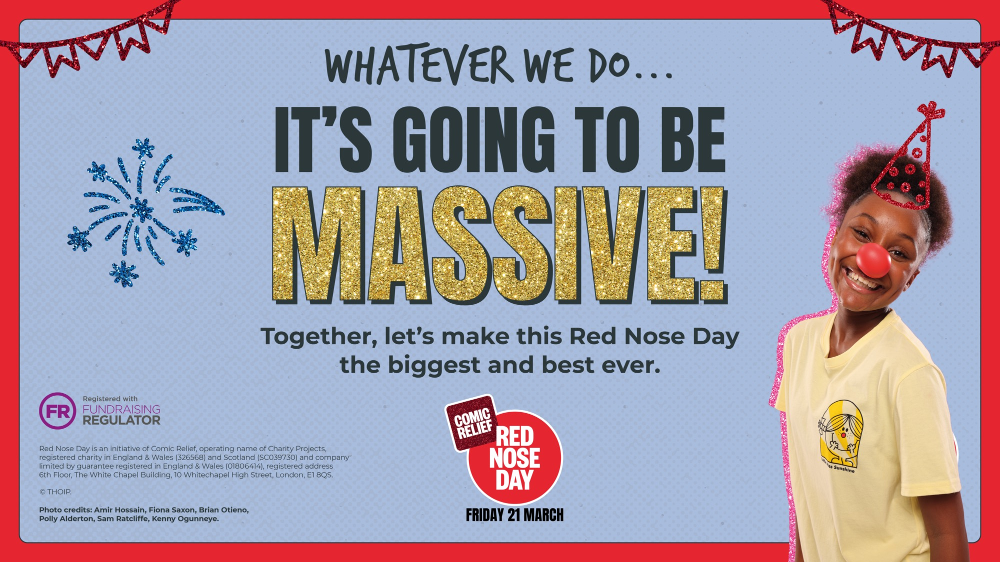 WHATEVER WE DO...
IT'S GOING TO BE
MASSIVE!
Together, let's make this Red Nose Day
the biggest and best ever.
FR
Registered with
FUNDRAISING
REGULATOR
Red Nose Day is an initiative of Comic Relief, operating name of Charity Projects,
registered charity in England & Wales (326568) and Scotland (SC039730) and company
limited by guarantee registered in England & Wales (01806414), registered address
6th Floor, The White Chapel Building, 10 Whitechapel High Street, London, E1 8QS.
© THOIP.
Photo credits: Amir Hossain, Fiona Saxon, Brian Otieno,
Polly Alderton, Sam Ratcliffe, Kenny Ogunneye.
COMIC
RELIEF
RED
NOSE
DAY
FRIDAY 21 MARCH
Sunshine